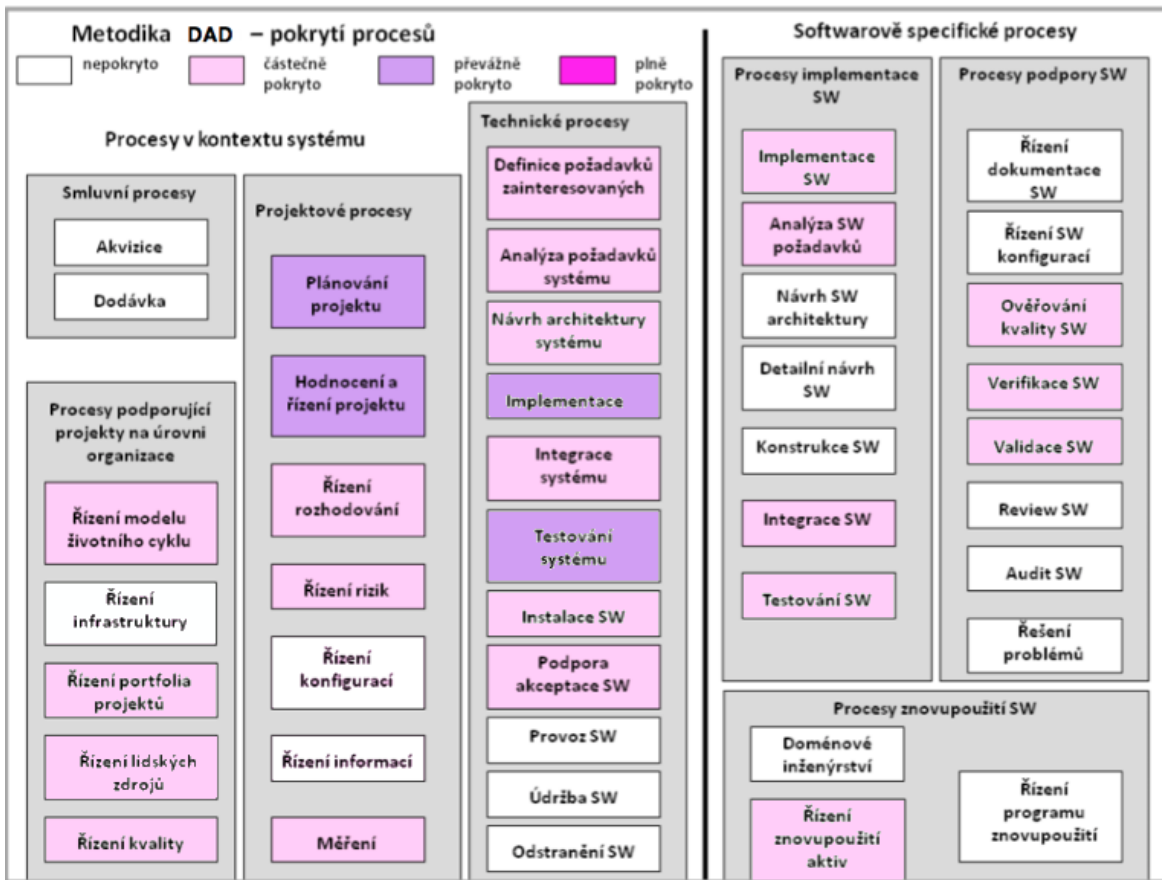 Metodika DAD – pokrytí procesů
nepokryto
částečně
pokryto
převážně
pokryto
plně
pokryto
Procesy v kontextu systému
Smluvní procesy
Akvizice
Dodávka
Procesy podporující
projekty na úrovni
organizace
Řízení modelu
životního cyklu
Řízení
infrastruktury
Řízení portfolia
projektů
Řízení lidských
zdrojů
Řízení kvality
Projektové procesy
Plánování
projektu
Hodnocení a
řízení projektu
Řízení
rozhodování
Řízení rizik
Řízení
konfigurací
Řízení informací
Měření
Technické procesy
Definice požadavků
zainteresovaných
Analýza požadavků
systému
Návrh architektury
systému
Implementace
Integrace
systému
Testování
systému
Instalace SW
Podpora
akceptace SW
Provoz SW
Údržba SW
Odstranění SW
Softwarově specifické procesy
Procesy implementace
SW
Implementace
SW
Analýza SW
požadavků
Návrh SW
architektury
Detailní návrh
SW
Konstrukce SW
Integrace SW
Testování SW
Procesy podpory SW
Řízení
dokumentace
SW
Řízení SW
konfigurací
Ověřování
kvality SW
Verifikace SW
Validace SW
Review SW
Audit SW
Řešení
problémů
Procesy znovupoužití SW
Doménové
inženýrství
Řízení
znovupoužití
aktiv
Řízení
programu
znovupoužití